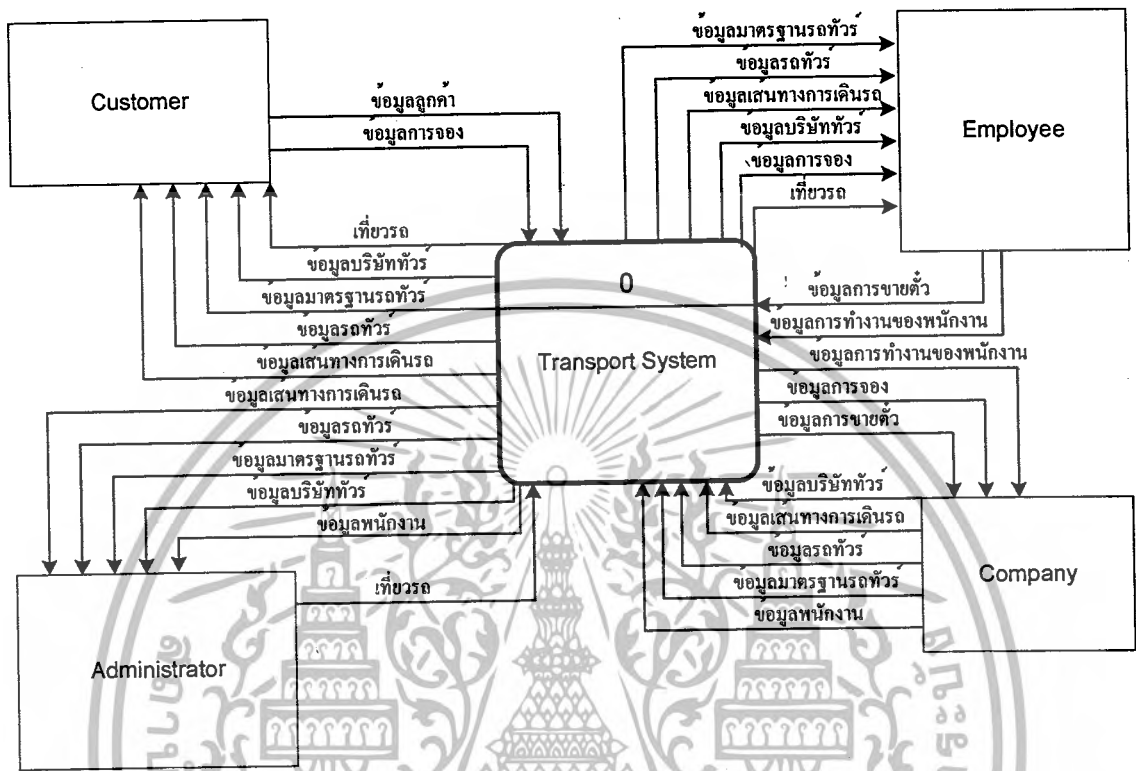 Customer
ข้อมูลลูกค้า
ข้อมูลการจอง
ข้อมูลมาตรฐานรถทัวร์
ข้อมูลรถทัวร์
ข้อมูลเส้นทางการเดินรถ
ข้อมูลบริษัททัวร์
ข้อมูลการจอง
เที่ยวรถ
Employee
เที่ยวรถ
ข้อมูลบริษัททัวร์
ข้อมูลมาตรฐานรถทัวร์
ข้อมูลรถทัวร์
ข้อมูลเส้นทางการเดินรถ
0
Transport System
ข้อมูลการขายตั๋ว
ข้อมูลการทำงานของพนักงาน
ข้อมูลการทำงานของพนักงาน
ข้อมูลการจอง
ข้อมูลการขายตั๋ว
ข้อมูลเส้นทางการเดินรถ
ข้อมูลรถทัวร์
ข้อมูลมาตรฐานรถทัวร์
ข้อมูลบริษัททัวร์
ข้อมูลพนักงาน
เที่ยวรถ
Administrator
ข้อมูลบริษัททัวร์
ข้อมูลเส้นทางการเดินรถ
ข้อมูลรถทัวร์
ข้อมูลมาตรฐานรถทัวร์
ข้อมูลพนักงาน
Company